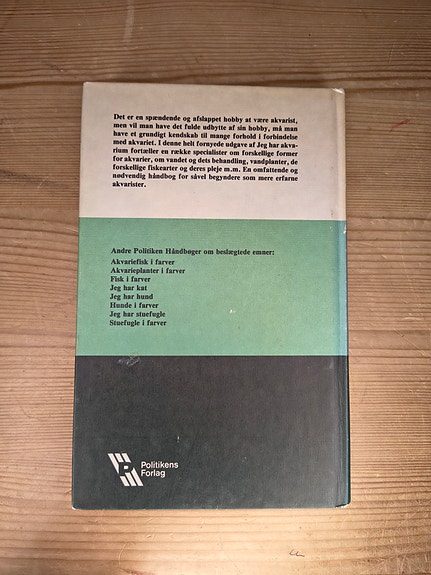 Det er en spændende og afslappet hobby at være akvarist,
men vil man have det fulde udbytte af sin hobby, må man
have et grundigt kendskab til mange forhold i forbindelse
med akvariet. I denne helt fornyede udgave af Jeg har akva-
rium fortæller en række specialister om forskellige former
for akvarier, om vandet og dets behandling, vandplanter, de
forskellige fiskearter og deres pleje m.m. En omfattende og
nødvendig håndbog for såvel begyndere som mere erfarne
akvarister.
Andre Politiken Håndbøger om beslægtede emner:
Akvariefisk i farver
Akvarieplanter i farver
Fisk i farver
Jeg har kat
Jeg har hund
Hunde i farver
Jeg har stuefugle
Stuefugle i farver
Politikens
Forlag